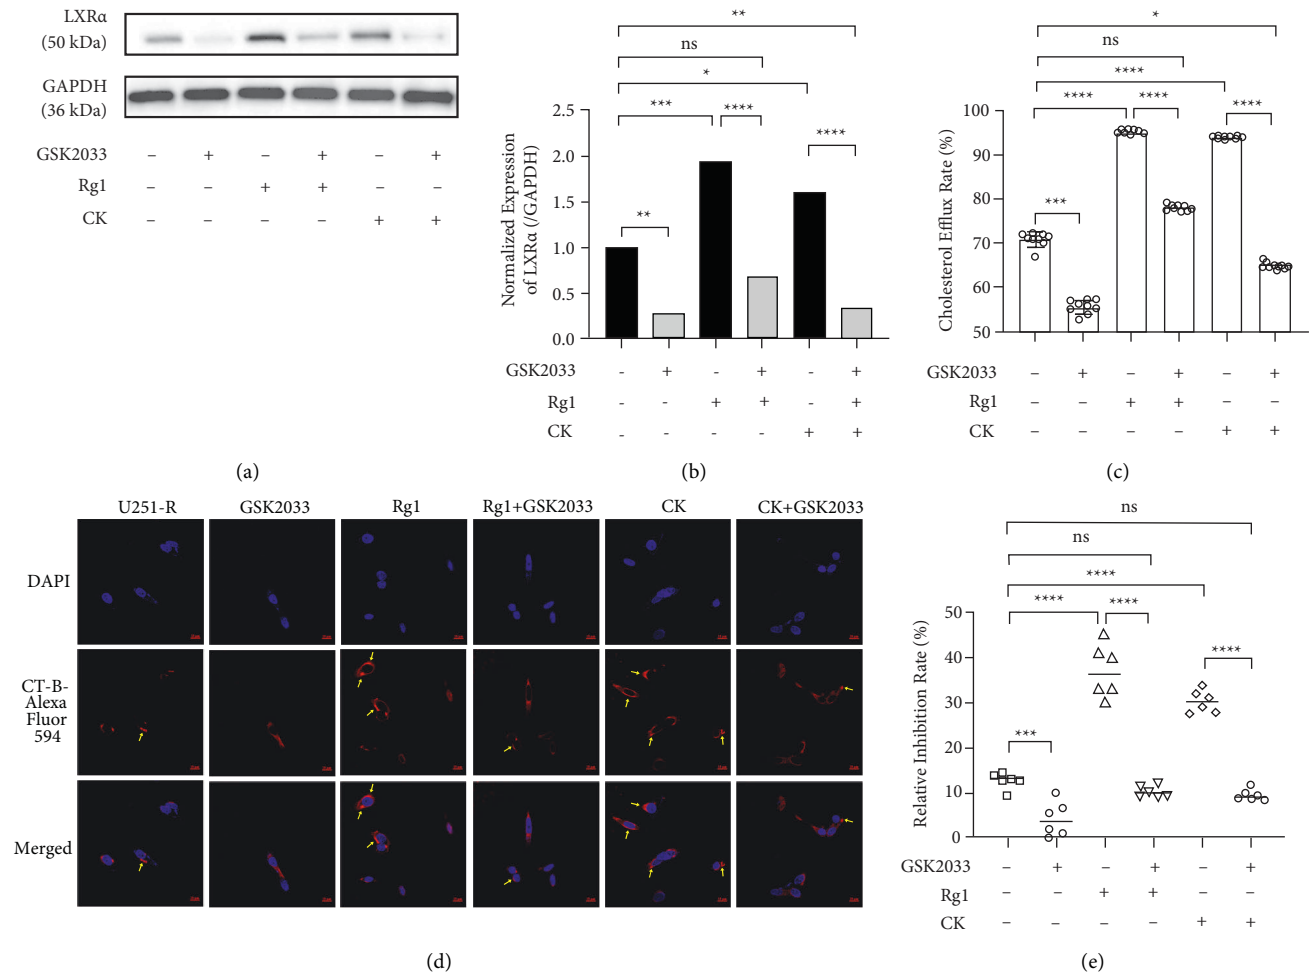 LXRα
(50 kDa)
GAPDH
(36 kDa)
GSK2033 – + – + – +
Rg1 – – + + – –
CK – – – – + +
(a)
**
ns
*
*** ****
****
**
Normalized Expression
of LXRα (/GAPDH)
2.5
2.0
1.5
1.0
0.5
0.0
GSK2033 - + - + - +
Rg1 - - + + - +
CK - - - - + +
(b)
*
ns
****
**** **** ****
***
Cholesterol Efflux Rate (%)
100
90
80
70
60
50
GSK2033 – + – + – +
Rg1 – – + + – –
CK – – – – + +
(c)
U251-R GSK2033 Rg1 Rg1+GSK2033 CK CK+GSK2033
DAPI
CT-B-
Alexa
Fluor
594
Merged
(d)
ns
ns
****
**** ****
****
***
Relative Inhibition Rate (%)
50
40
30
20
10
0
GSK2033 – + – + – +
Rg1 – – + + – –
CK – – – – + +
(e)